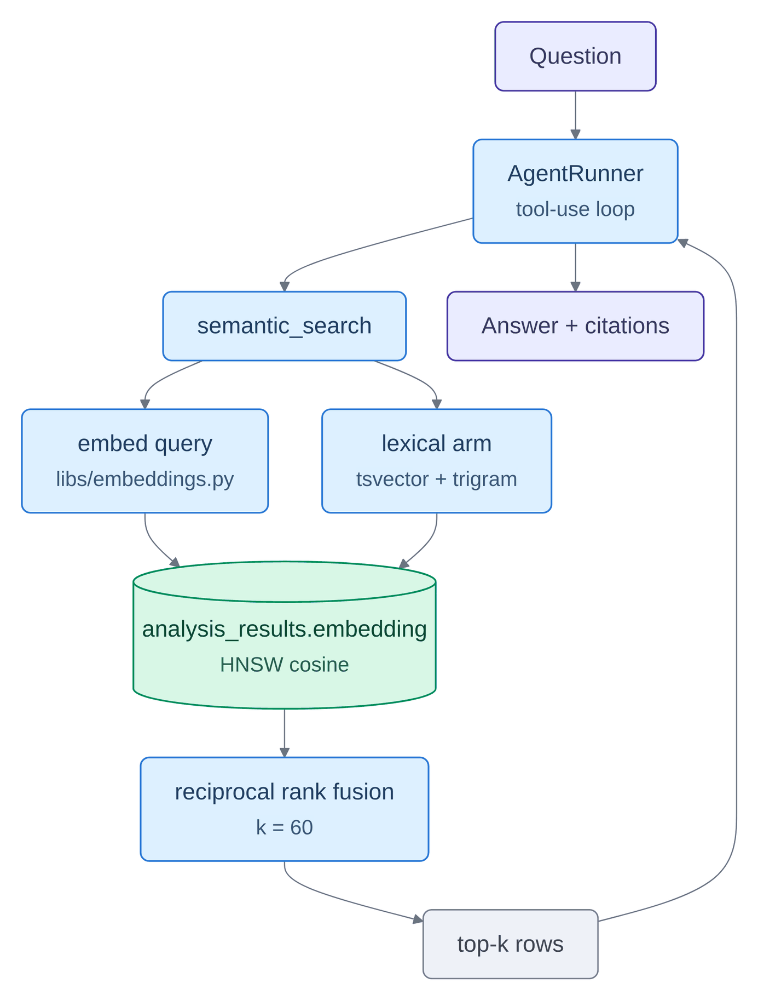 Question
AgentRunner
tool-use loop
semantic_search
Answer + citations
embed query
libs/embeddings.py
lexical arm
tsvector + trigram
analysis_results.embedding
HNSW cosine
reciprocal rank fusion
k = 60
top-k rows